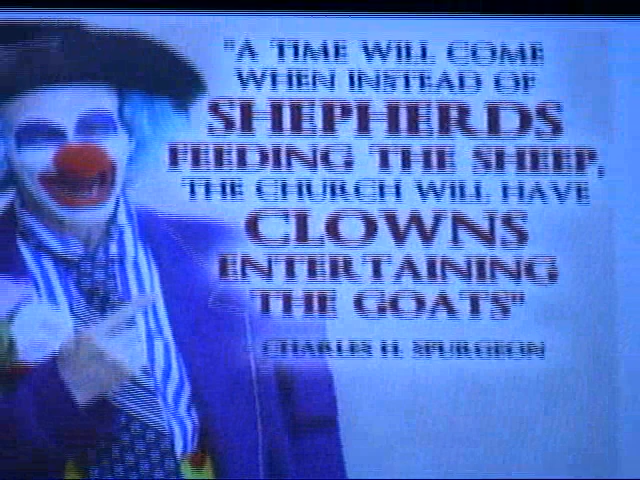 "A TIME WILL COME
WHEN INSTEAD OF
SHEPHERDS
FEEDING THE SHEEP,
THE CHURCH WILL HAVE
CLOWNS
ENTERTAINING
THE GOATS"
CHARLES H. SPURGEON